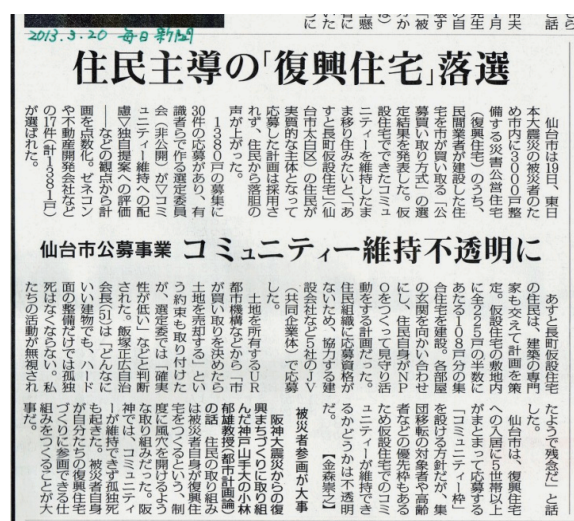 2013.3.20 毎日新聞
住民主導の「復興住宅」落選
仙台市は19日、東日
本大震災の被災者のた
め市内に3000戸整
備する災害公営住宅
(復興住宅)のうち、
民間業者が建設した住
宅を市が買い取る「公
募買い取り方式」の選
定結果を発表した。仮
設住宅でできたコミュ
ニティーを維持したま
ま移り住みたいと、「あ
すと長町仮設住宅」(仙
台市太白区)の住民が
実質的な主体となって
応募した計画は採用さ
れず、住民から落胆の
声が上がった。
1380戸の募集に
30件の応募があり、有
識者らで作る選定委員
会(非公開)が▽コミ
ュニティー維持への配
慮▽独自提案への評価
――などの観点から計
画を点数化。ゼネコン
や不動産開発会社など
の17件(計1381戸)
が選ばれた。
仙台市公募事業 コミュニティー維持不透明に
あすと長町仮設住宅
の住民は、建築の専門
家も交えて計画を策
定。仮設住宅の敷地内
に全225戸の半数に
あたる108戸分の集
合住宅を建設。各部屋
の玄関を向かい合わせ
にし、住民自身がNP
Oをつくって見守り活
動をする計画だった。
住民組織に応募資格が
ないため、協力する建
設会社など5社のJV
(共同企業体)で応募
した。
土地を所有するUR
都市機構などから「市
が買い取りを決めたら
土地を売却する」とい
う約束も取り付けた
が、選定委では「確実
性が低い」などと判断
された。飯塚正広自治
会長(51)は「どんなに
いい建物でも、ハード
面の整備だけでは孤独
死はなくならない。私
たちの活動が無視され
たようで残念だ」と話
した。
仙台市は、復興住宅
への入居に5世帯以上
がまとまって応募する
「コミュニティー枠」
を設ける方針だが、集
団移転の対象者や高齢
者などの優先枠もある
ため仮設住宅でのコミ
ュニティーが維持でき
るかどうかは不透明
だ。【金森崇之】
被災者参画が大事
阪神大震災からの復
興まちづくりに取り組
んだ神戸山手大の小林
郁雄教授(都市計画論)
の話 住民の取り組み
は被災者自身が復興住
宅をつくるという、制
度に風穴を開けるよう
な取り組みだった。阪
神では、コミュニティ
ーが維持できず孤独死
も起きた。被災者自身
が自分たちの復興住宅
づくりに参画できる仕
組みをつくることが大
事だ。